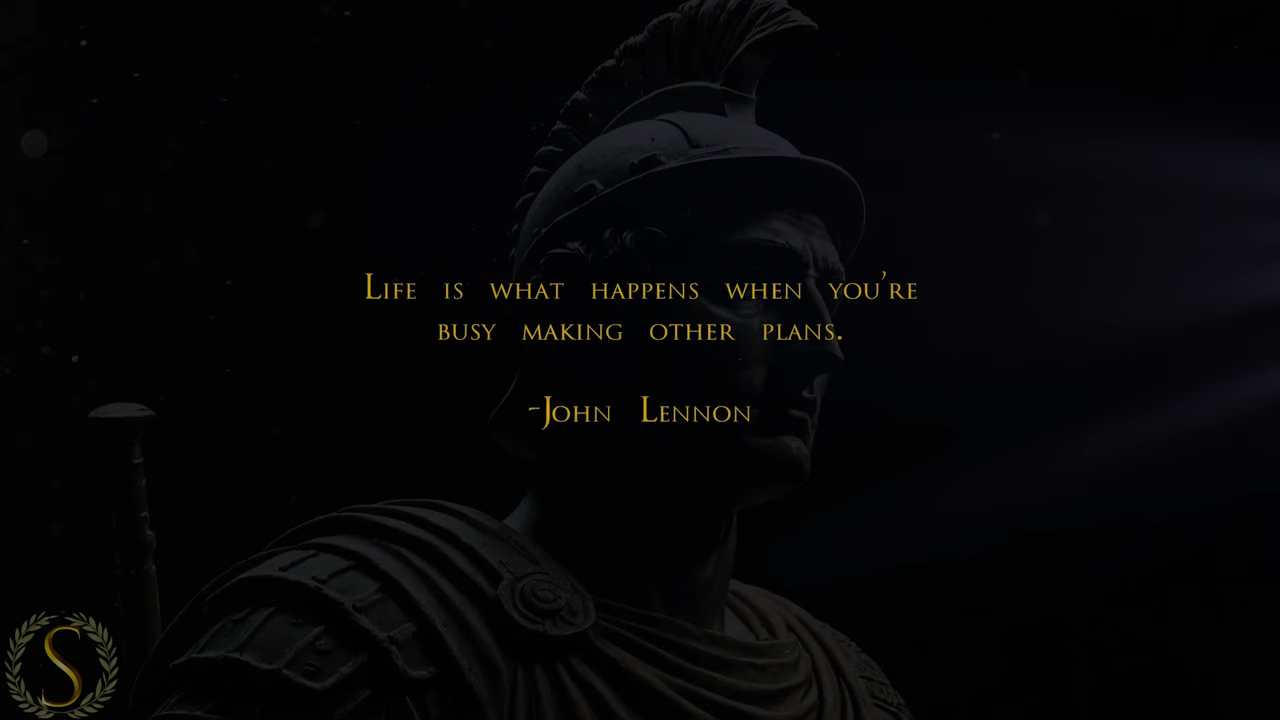 Life is what happens when you're
busy making other plans.
-John Lennon
S